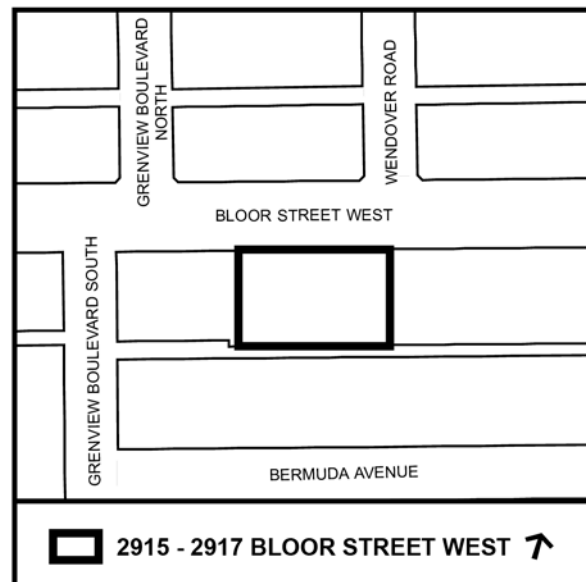 GRENVIEW BOULEVARD
NORTH
WENDOVER ROAD
BLOOR STREET WEST
GRENVIEW BOULEVARD SOUTH
BERMUDA AVENUE
2915 - 2917 BLOOR STREET WEST